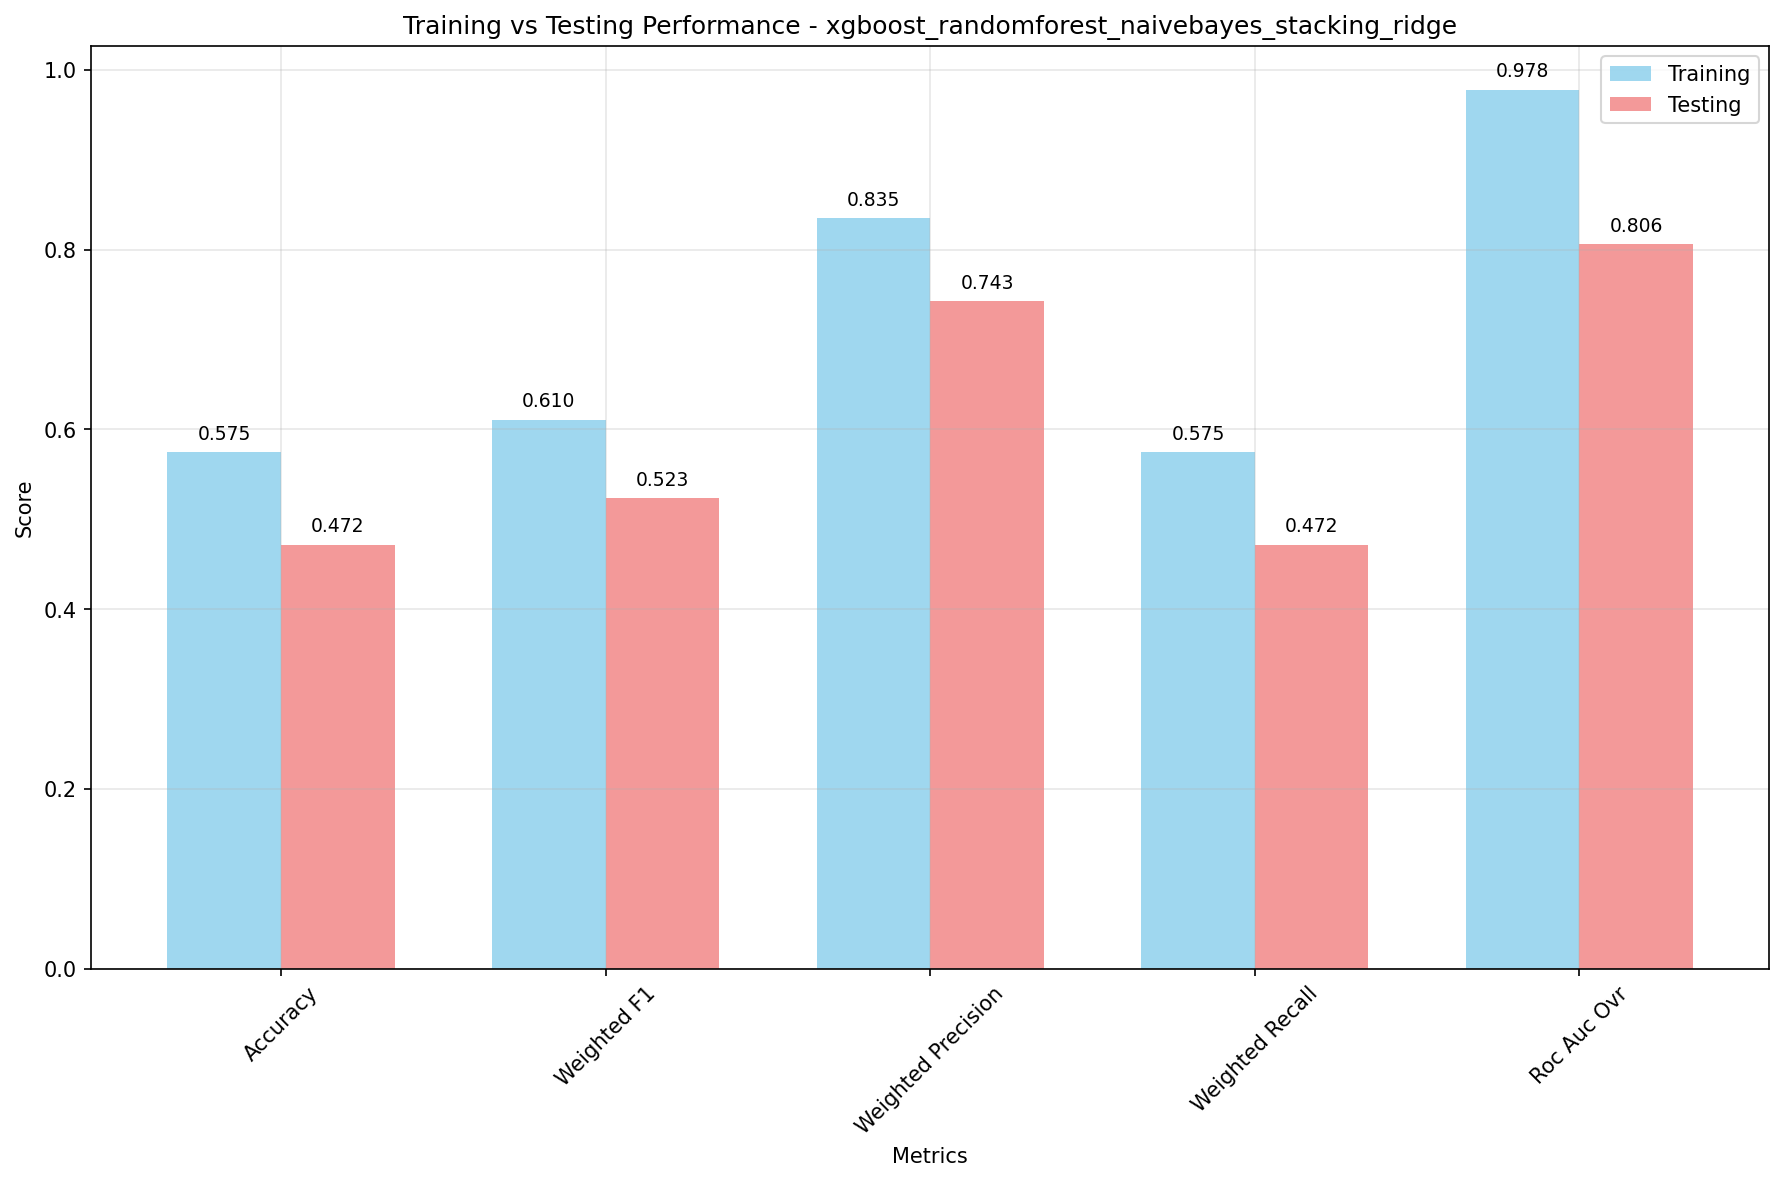 Training vs Testing Performance - xgboost_randomforest_naivebayes_stacking_ridge
Training
Testing
1.0
0.8
0.6
0.4
0.2
0.0
Score
0.575
0.472
0.610
0.523
0.835
0.743
0.575
0.472
0.978
0.806
Accuracy
Weighted F1
Weighted Precision
Weighted Recall
Roc Auc Ovr
Metrics